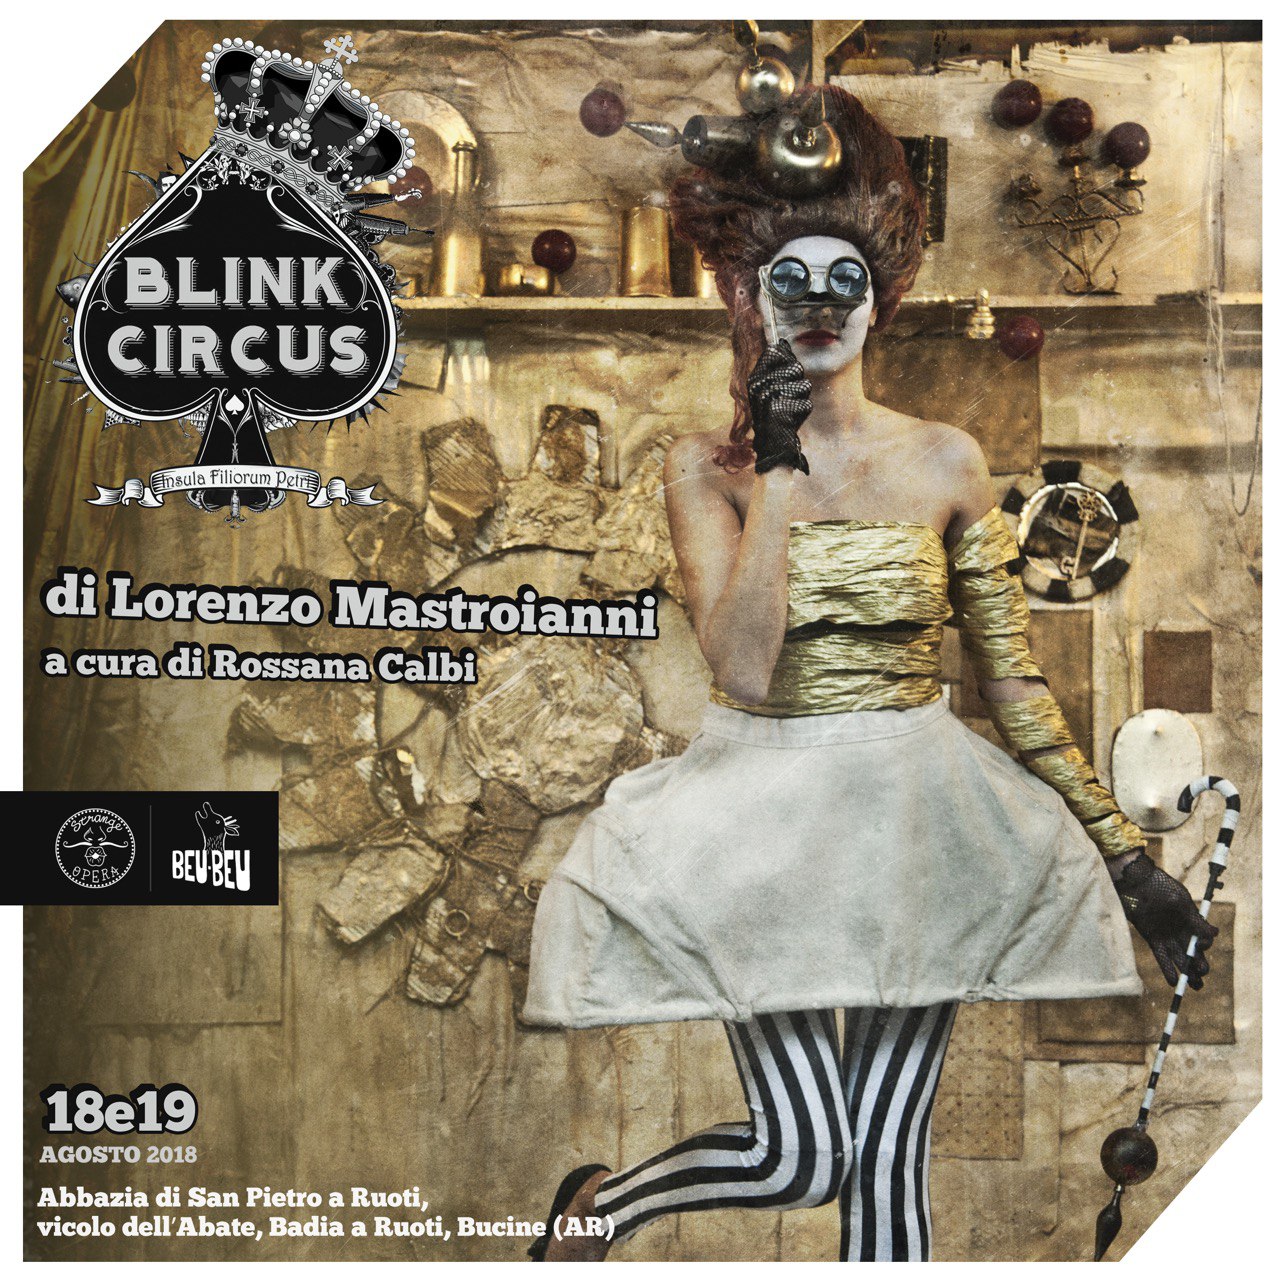 BLINK
CIRCUS
Insula Filiorum Petri
di Lorenzo Mastroianni
a cura di Rossana Calbi
Strange
OPERA
BEU·BEU
18e19
AGOSTO 2018
Abbazia di San Pietro a Ruoti,
vicolo dell'Abate, Badia a Ruoti, Bucine (AR)